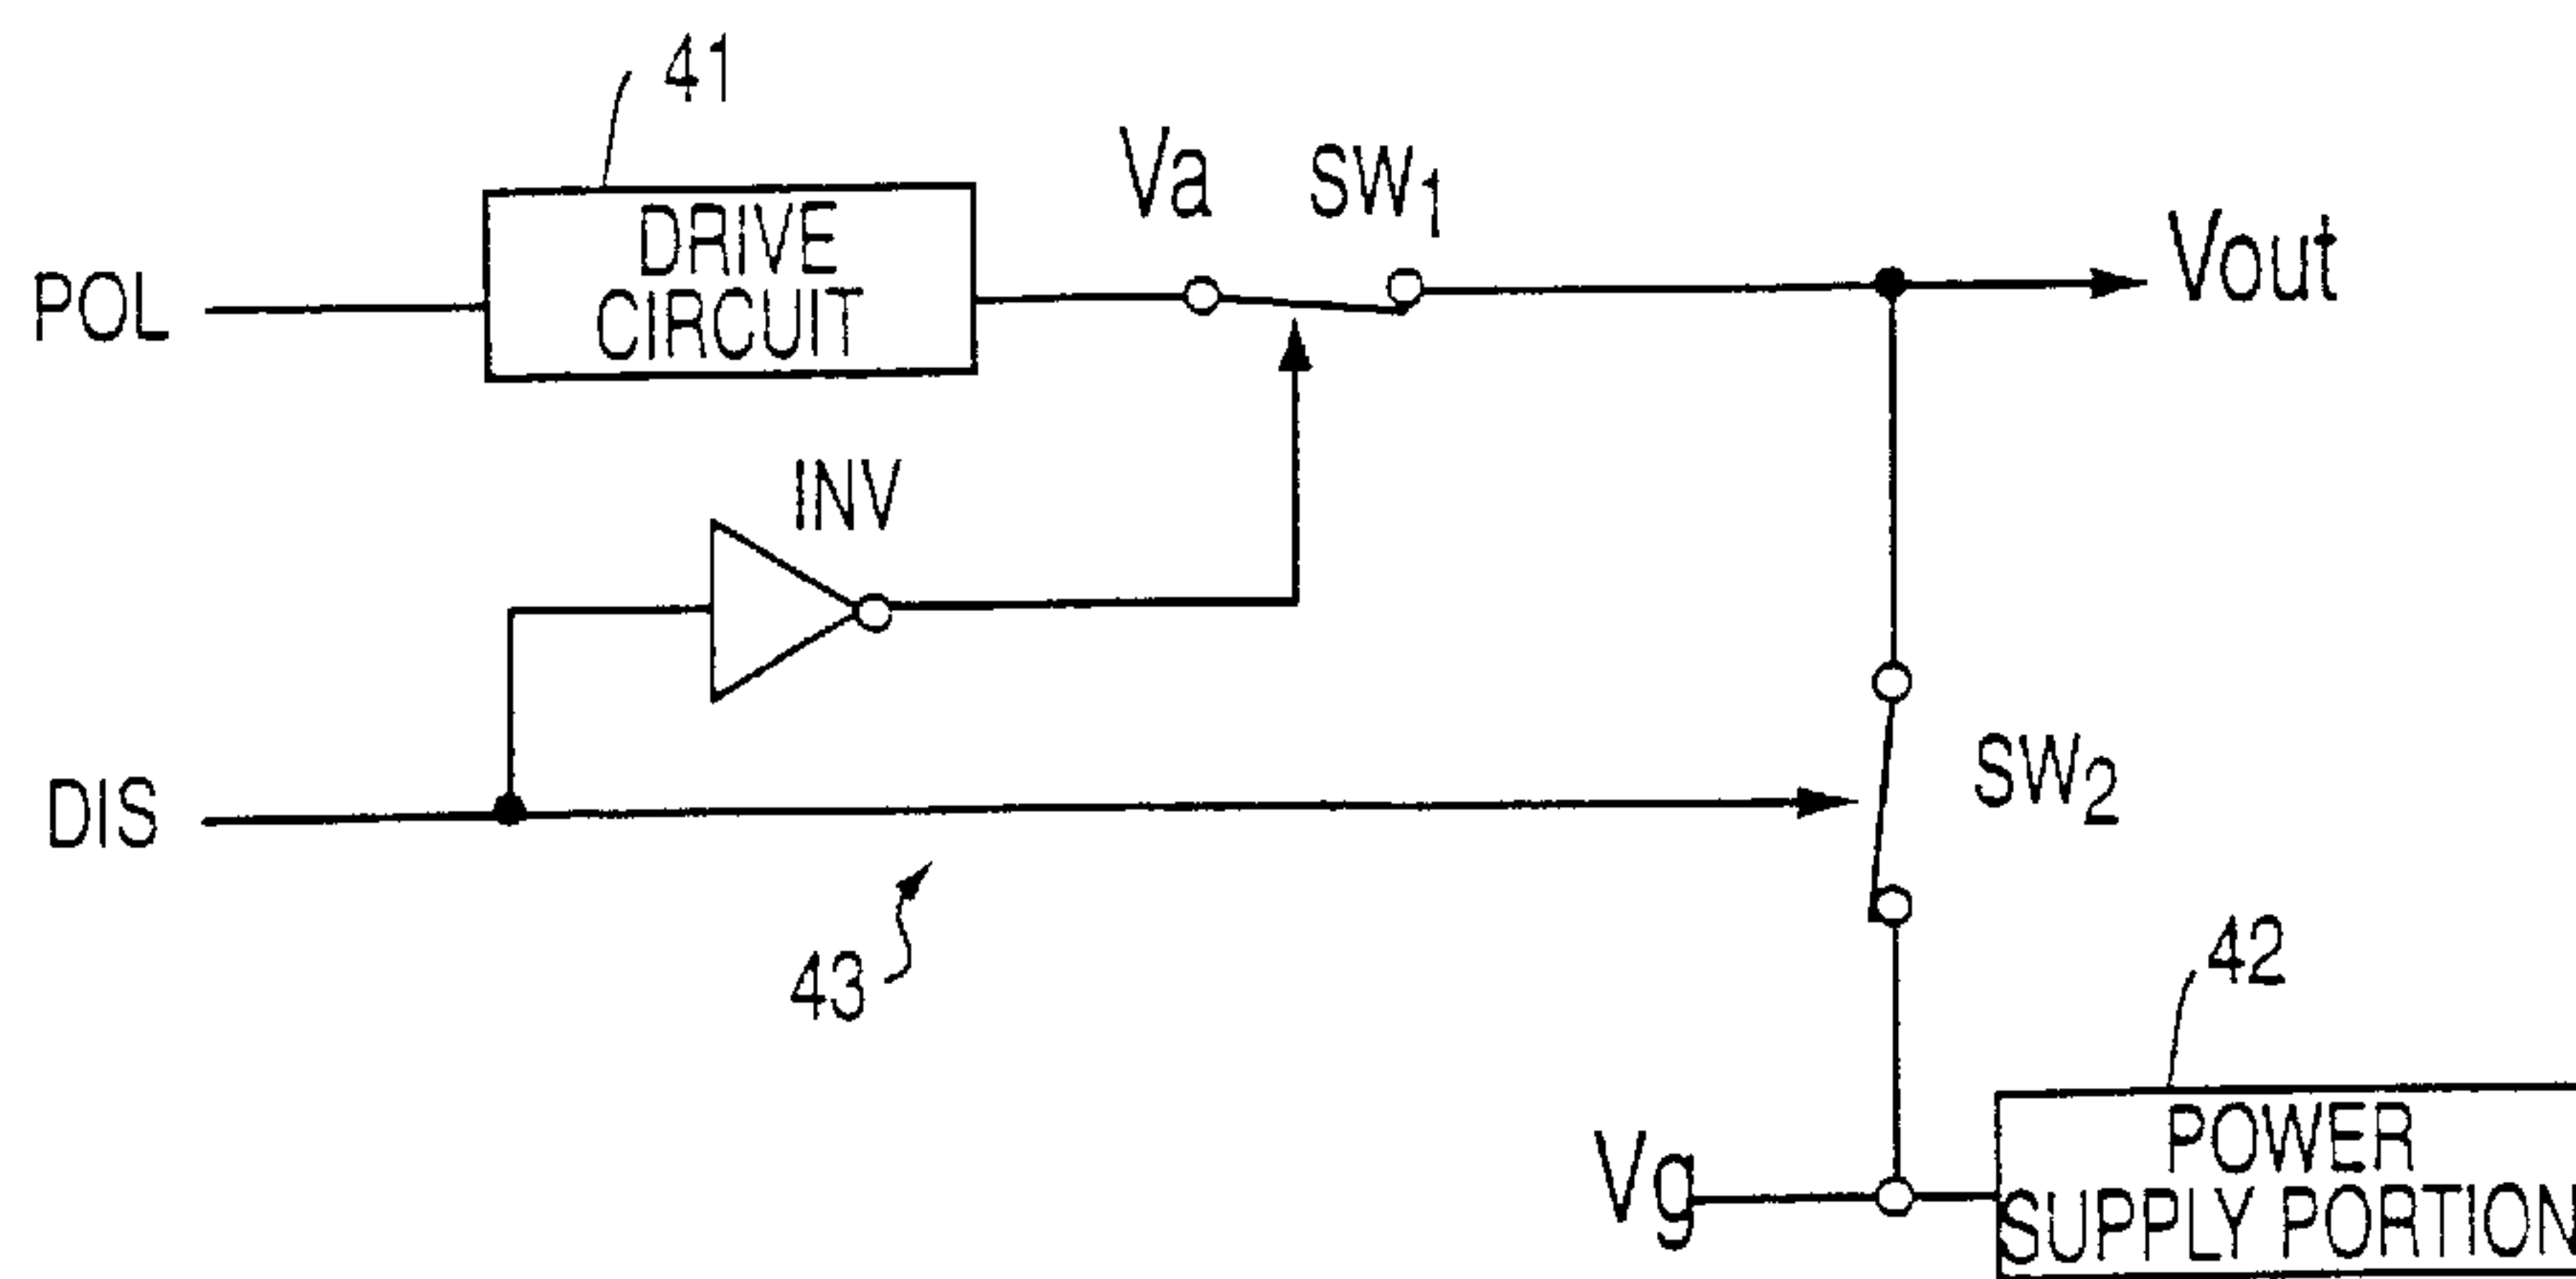 41
Va
SW1
DRIVE
CIRCUIT
POL
Vout
INV
DIS
SW2
43
42
Vg
POWER
SUPPLY PORTION